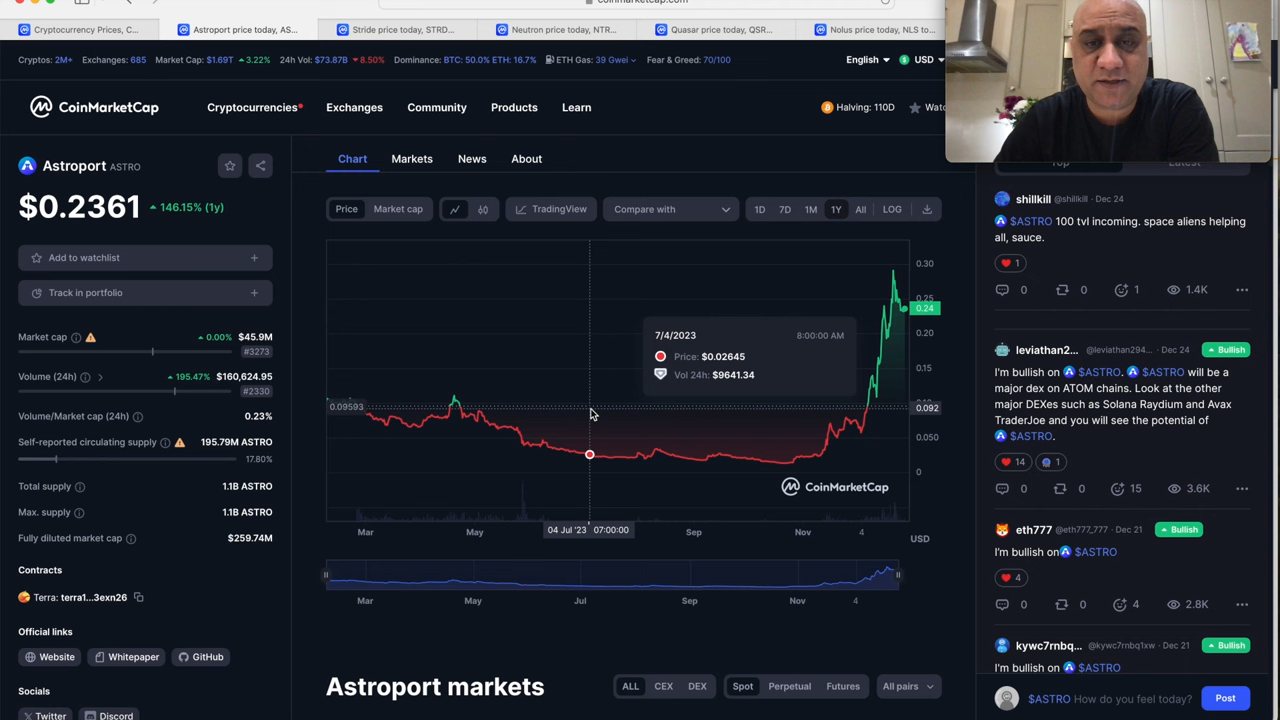 coinmarketcap.com
Cryptocurrency Prices, C...
Astroport price today, AS...
Stride price today, STRD...
Neutron price today, NTR...
Quasar price today, QSR...
Nolus price today, NLS to...
Cryptos: 2M+ Exchanges: 685 Market Cap: $1.69T 3.22% 24h Vol: $73.87B 8.50% Dominance: BTC: 50.0% ETH: 16.7% ETH Gas: 39 Gwei Fear & Greed: 70/100
English USD
CoinMarketCap
Cryptocurrencies Exchanges Community Products Learn
Halving: 110D
Astroport ASTRO
$0.2361 146.15% (1y)
Add to watchlist
Track in portfolio
Market cap 0.00% $45.9M
#3273
Volume (24h) 195.47% $160,624.95
#2330
Volume/Market cap (24h) 0.23%
Self-reported circulating supply 195.79M ASTRO
17.80%
Total supply 1.1B ASTRO
Max. supply 1.1B ASTRO
Fully diluted market cap $259.74M
Contracts
Terra: terra1...3exn26
Official links
Website Whitepaper GitHub
Socials
Twitter Discord
Chart Markets News About
Price Market cap TradingView Compare with 1D 7D 1M 1Y All LOG
0.30
0.25
0.24
0.20
0.15
0.092
0.050
0
0.09593
7/4/2023 8:00:00 AM
Price: $0.02645
Vol 24h: $9641.34
CoinMarketCap
Mar May Sep Nov 4 USD
04 Jul '23 07:00:00
Mar May Jul Sep Nov 4
Astroport markets
ALL CEX DEX Spot Perpetual Futures All pairs
Top Latest
shillkill @shillkill · Dec 24
$ASTRO 100 tvl incoming. space aliens helping
all, sauce.
1
0 0 1 1.4K
leviathan2... @leviathan294... · Dec 24 Bullish
I'm bullish on $ASTRO. $ASTRO will be a
major dex on ATOM chains. Look at the other
major DEXes such as Solana Raydium and Avax
TraderJoe and you will see the potential of
$ASTRO.
14 1
0 0 15 3.6K
eth777 @eth777_777 · Dec 21 Bullish
I'm bullish on $ASTRO
4
0 0 4 2.8K
kywc7rnbq... @kywc7rnbq1xw · Dec 21 Bullish
I'm bullish on $ASTRO
$ASTRO How do you feel today? Post